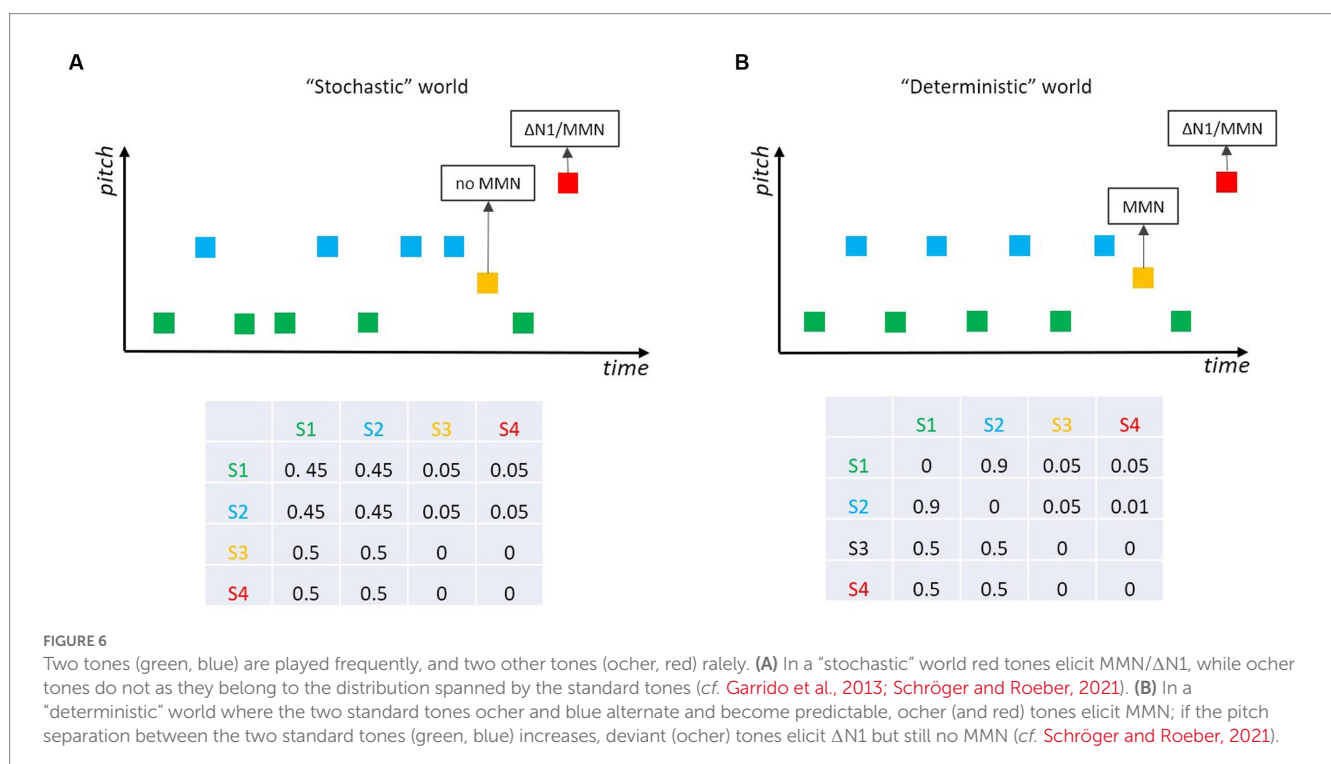 A
"Stochastic" world
ΔN1/MMN
no MMN
pitch
time
S1 S2 S3 S4
S1 0. 45 0.45 0.05 0.05
S2 0.45 0.45 0.05 0.05
S3 0.5 0.5 0 0
S4 0.5 0.5 0 0
B
"Deterministic" world
ΔN1/MMN
MMN
pitch
time
S1 S2 S3 S4
S1 0 0.9 0.05 0.05
S2 0.9 0 0.05 0.01
S3 0.5 0.5 0 0
S4 0.5 0.5 0 0
FIGURE 6
Two tones (green, blue) are played frequently, and two other tones (ocher, red) ralely. (A) In a "stochastic" world red tones elicit MMN/ΔN1, while ocher
tones do not as they belong to the distribution spanned by the standard tones (cf. Garrido et al., 2013; Schröger and Roeber, 2021). (B) In a
"deterministic" world where the two standard tones ocher and blue alternate and become predictable, ocher (and red) tones elicit MMN; if the pitch
separation between the two standard tones (green, blue) increases, deviant (ocher) tones elicit ΔN1 but still no MMN (cf. Schröger and Roeber, 2021).